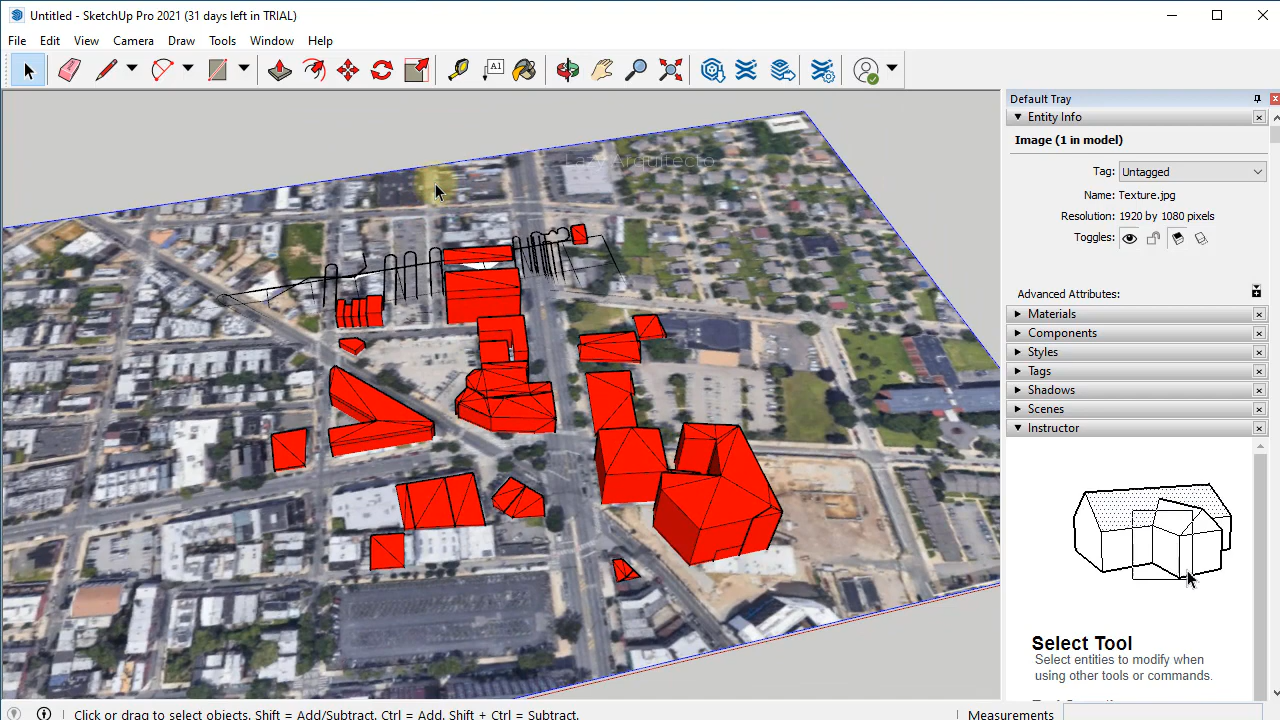 Untitled - SketchUp Pro 2021 (31 days left in TRIAL)
File Edit View Camera Draw Tools Window Help
A1
Default Tray
Entity Info
Image (1 in model)
Tag: Untagged
Name: Texture.jpg
Resolution: 1920 by 1080 pixels
Toggles:
Advanced Attributes:
Materials
Components
Styles
Tags
Shadows
Scenes
Instructor
Select Tool
Select entities to modify when
using other tools or commands.
Lazy Arquitecto
Click or drag to select objects. Shift = Add/Subtract. Ctrl = Add. Shift + Ctrl = Subtract.
Measurements